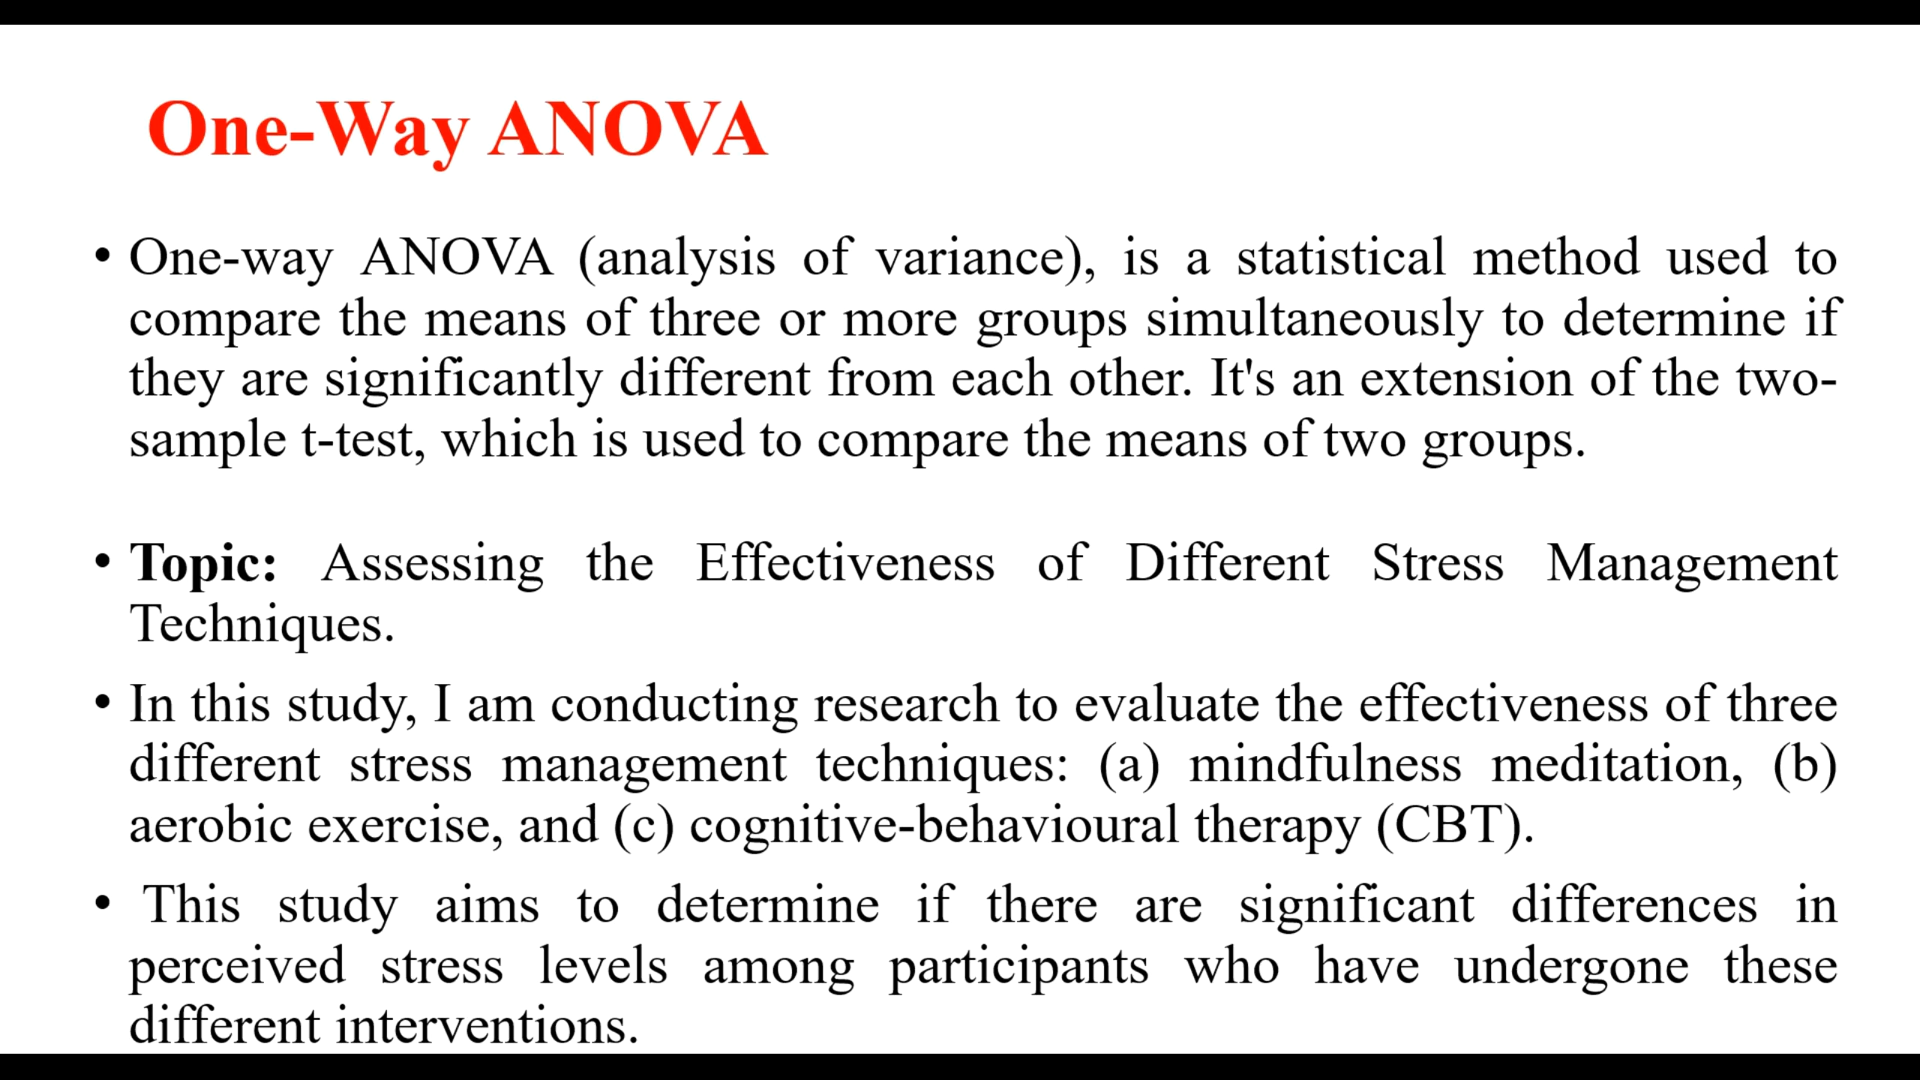 One-Way ANOVA
• One-way ANOVA (analysis of variance), is a statistical method used to
compare the means of three or more groups simultaneously to determine if
they are significantly different from each other. It's an extension of the two-
sample t-test, which is used to compare the means of two groups.
• Topic: Assessing the Effectiveness of Different Stress Management
Techniques.
• In this study, I am conducting research to evaluate the effectiveness of three
different stress management techniques: (a) mindfulness meditation, (b)
aerobic exercise, and (c) cognitive-behavioural therapy (CBT).
• This study aims to determine if there are significant differences in
perceived stress levels among participants who have undergone these
different interventions.